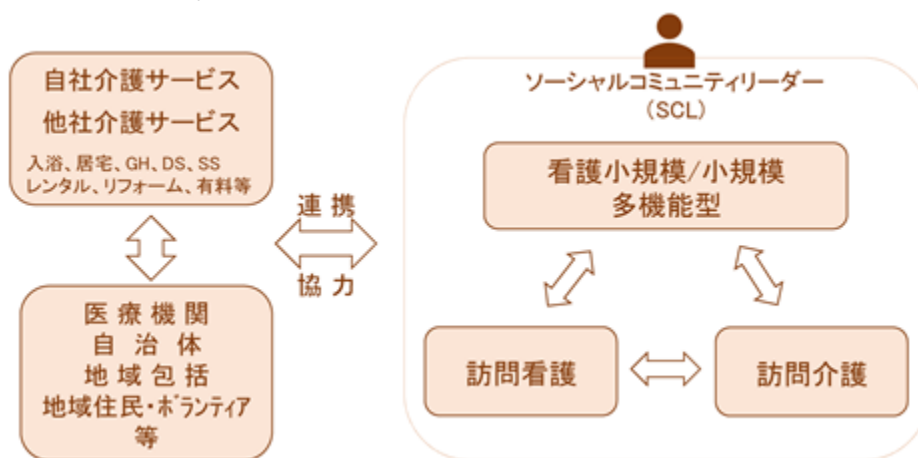 自社介護サービス
他社介護サービス
入浴、居宅、GH、DS、SS
レンタル、リフォーム、有料等
医療機関
自治体
地域包括
地域住民・ボランティア
等
連携
協力
ソーシャルコミュニティリーダー
(SCL)
看護小規模/小規模
多機能型
訪問看護
訪問介護